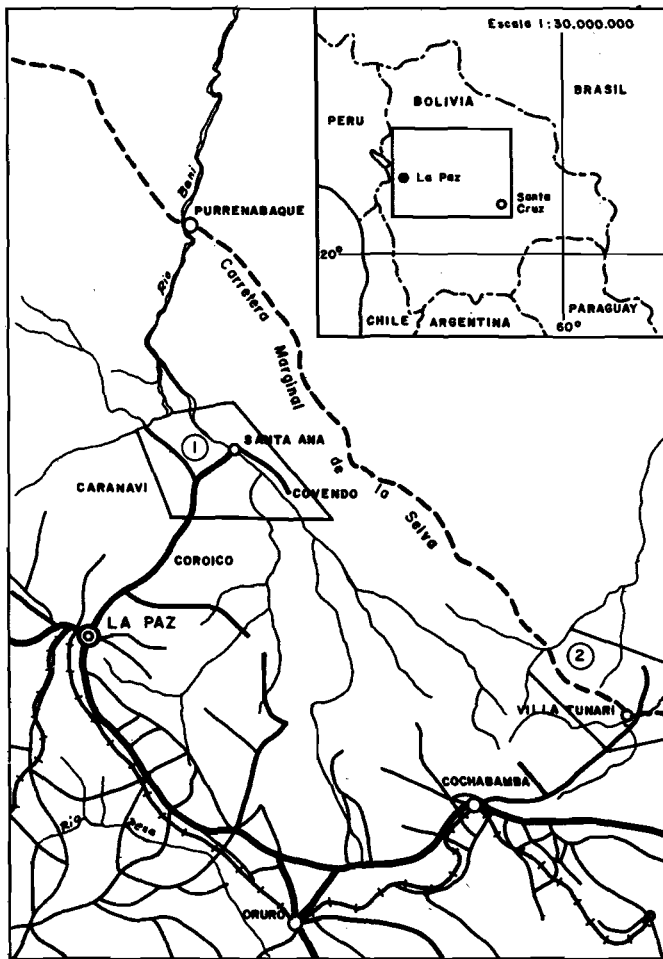 Escala 1:30.000.000
BRASIL
BOLIVIA
PERU
La Paz
Santa
Cruz
20°
CHILE
ARGENTINA
PARAGUAY
60°
Rio Beni
PURRENABAQUE
Carretera Marginal de la Selva
1
SANTA ANA
CARANAVI
COVENDO
COROICO
LA PAZ
2
VILLA TUNARI
COCHABAMBA
Rio
ORURO